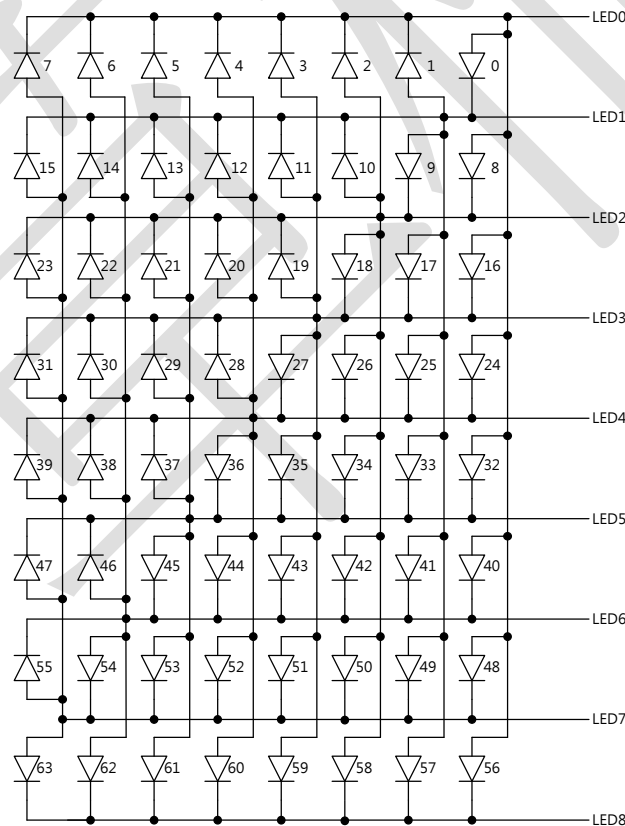 LED0
7 6 5 4 3 2 1 0
LED1
15 14 13 12 11 10 9 8
LED2
23 22 21 20 19 18 17 16
LED3
31 30 29 28 27 26 25 24
LED4
39 38 37 36 35 34 33 32
LED5
47 46 45 44 43 42 41 40
LED6
55 54 53 52 51 50 49 48
LED7
63 62 61 60 59 58 57 56
LED8